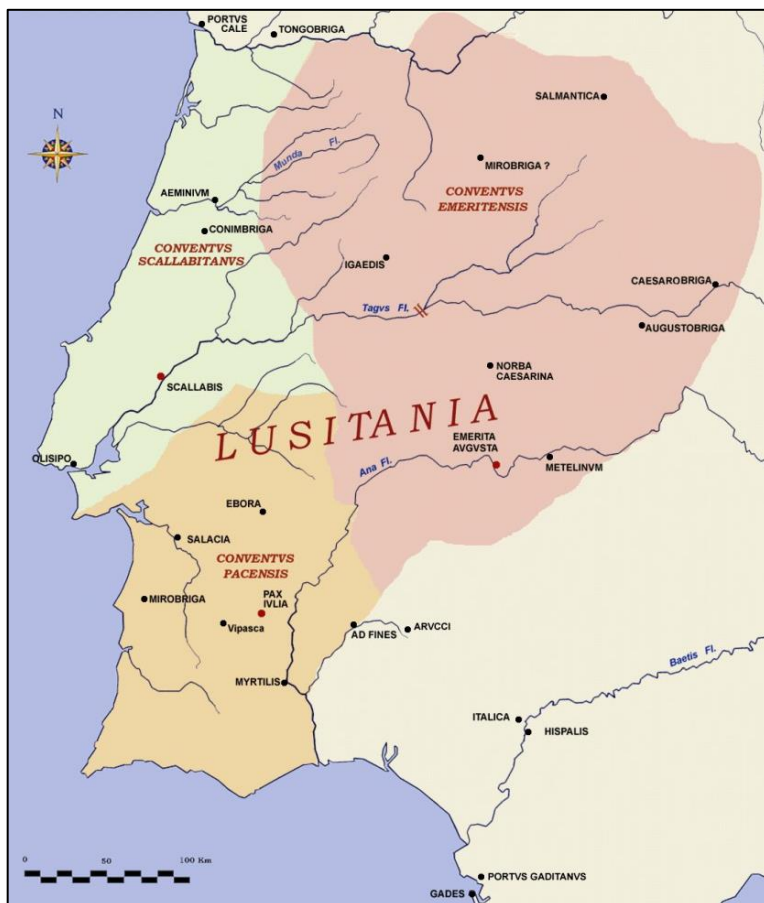 PORTVS
CALE
TONGOBRIGA
N
SALMANTICA
Munda Fl.
MIROBRIGA ?
AEMINIVM
CONVENTVS
EMERITENSIS
CONIMBRIGA
CONVENTVS
SCALLABITANVS
IGAEDIS
CAESAROBRIGA
Tagvs Fl.
AUGUSTOBRIGA
NORBA
CAESARINA
SCALLABIS
LUSITANIA
EMERITA
AVGVSTA
OLISIPO
Ana Fl.
METELINVM
EBORA
SALACIA
CONVENTVS
PACENSIS
MIROBRIGA
PAX
IVLIA
Vipasca
AD FINES
ARVCCI
Baetis Fl.
MYRTILIS
ITALICA
HISPALIS
0 50 100 Km
PORTVS GADITANVS
GADES